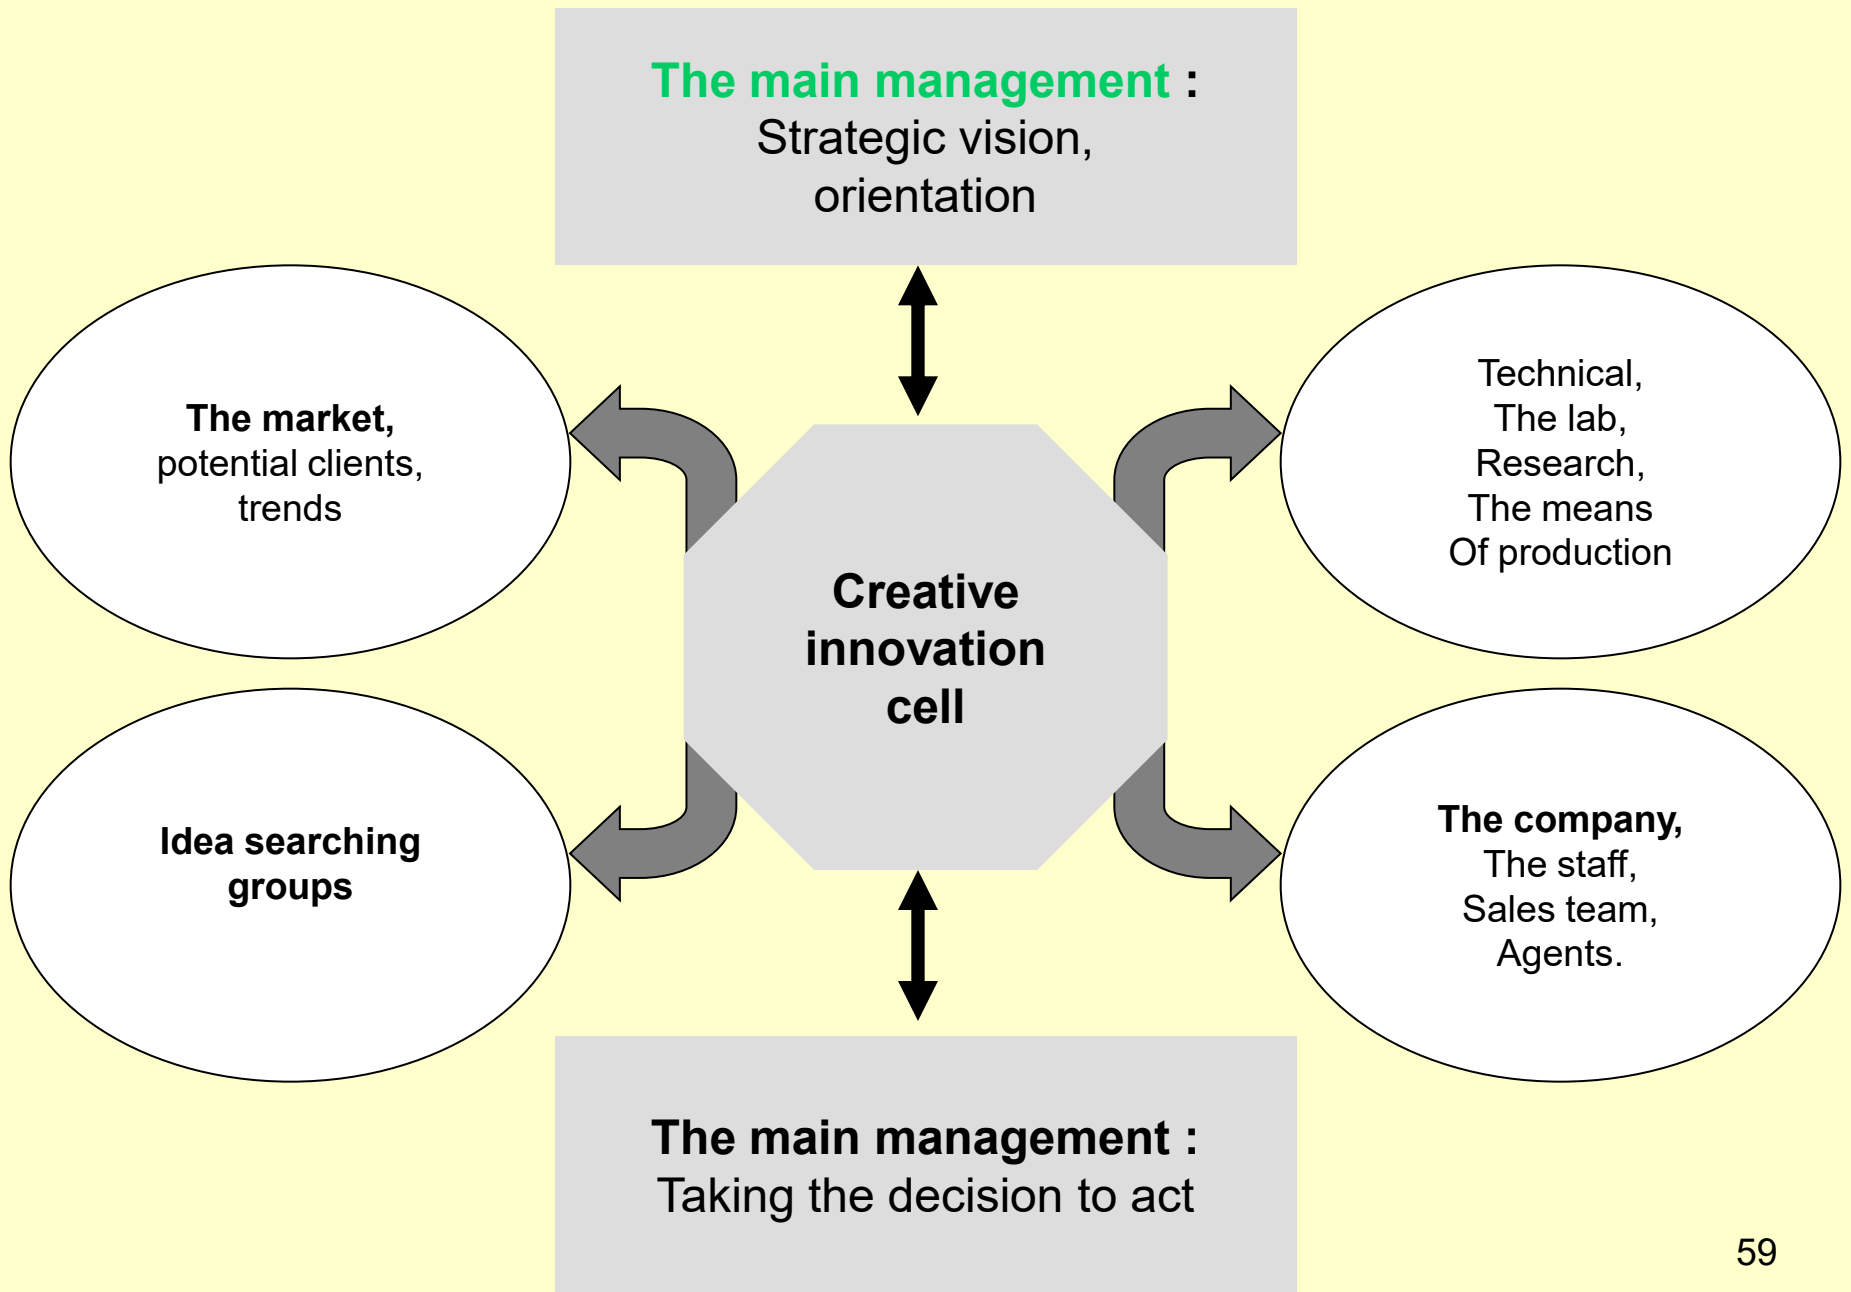 The main management :
Strategic vision,
orientation
The market,
potential clients,
trends
Technical,
The lab,
Research,
The means
Of production
Creative
innovation
cell
Idea searching
groups
The company,
The staff,
Sales team,
Agents.
The main management :
Taking the decision to act
59